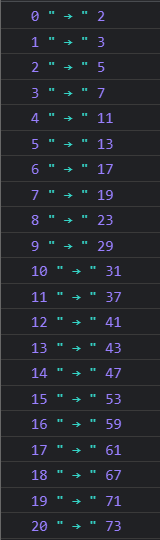 0 " → " 2
1 " → " 3
2 " → " 5
3 " → " 7
4 " → " 11
5 " → " 13
6 " → " 17
7 " → " 19
8 " → " 23
9 " → " 29
10 " → " 31
11 " → " 37
12 " → " 41
13 " → " 43
14 " → " 47
15 " → " 53
16 " → " 59
17 " → " 61
18 " → " 67
19 " → " 71
20 " → " 73